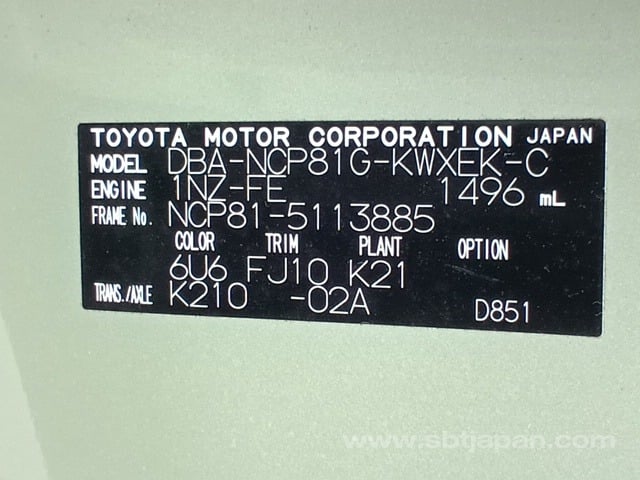 TOYOTA MOTOR CORPORATION JAPAN
MODEL DBA-NCP81G-KWXEK-C
ENGINE 1NZ-FE 1496 mL
FRAME No. NCP81-5113885
COLOR TRIM PLANT OPTION
6U6 FJ10 K21
TRANS./AXLE K210 -02A D851
www.sbtjapan.com